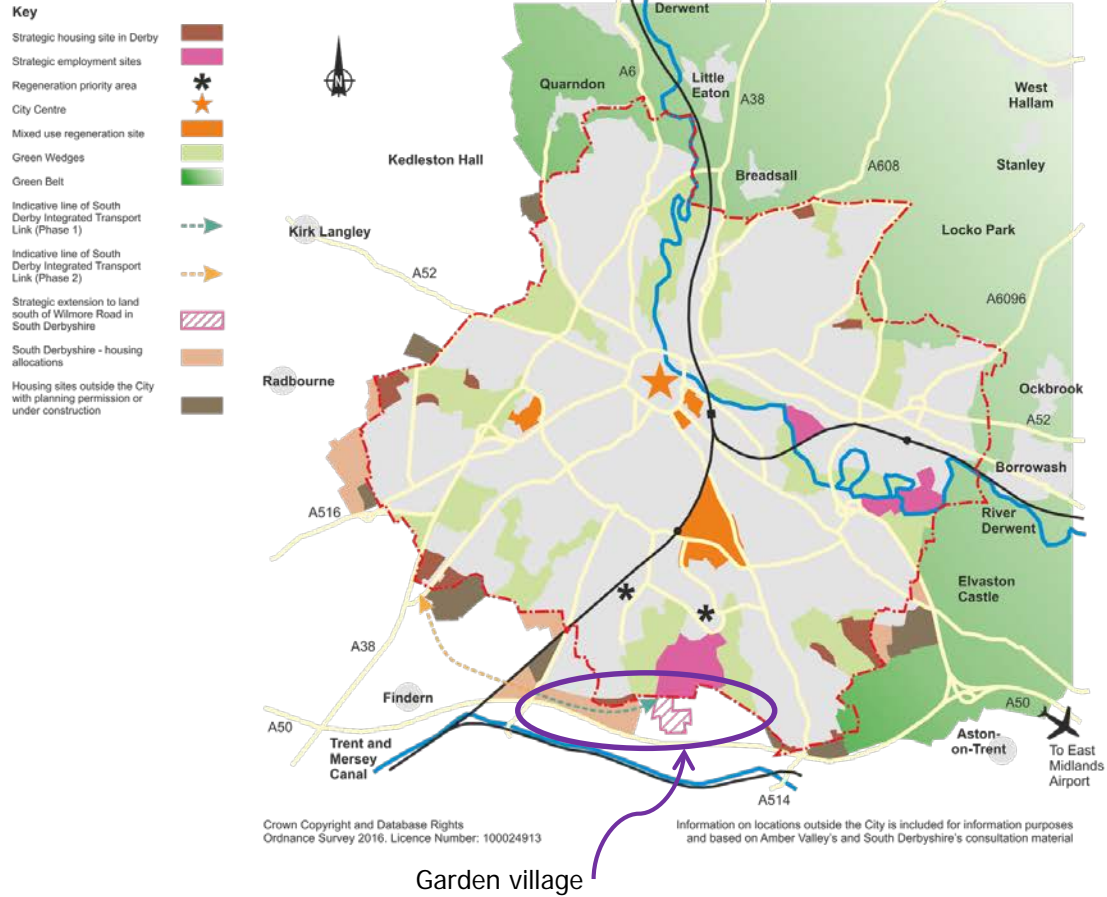 Key
Strategic housing site in Derby
Strategic employment sites
Regeneration priority area
City Centre
Mixed use regeneration site
Green Wedges
Green Belt
Indicative line of South
Derby Integrated Transport
Link (Phase 1)
Indicative line of South
Derby Integrated Transport
Link (Phase 2)
Strategic extension to land
south of Wilmore Road in
South Derbyshire
South Derbyshire - housing
allocations
Housing sites outside the City
with planning permission or
under construction
N
Derwent
A6
Little
Eaton
Quarndon
A38
West
Hallam
Kedleston Hall
Breadsall
A608
Stanley
Kirk Langley
Locko Park
A52
A6096
Radbourne
Ockbrook
A52
Borrowash
A516
River
Derwent
Elvaston
Castle
A38
Findern
A50
A50
Trent and
Mersey
Canal
Aston-
on-Trent
To East
Midlands
Airport
A514
Crown Copyright and Database Rights
Ordnance Survey 2016. Licence Number: 100024913
Information on locations outside the City is included for information purposes
and based on Amber Valley's and South Derbyshire's consultation material
Garden village